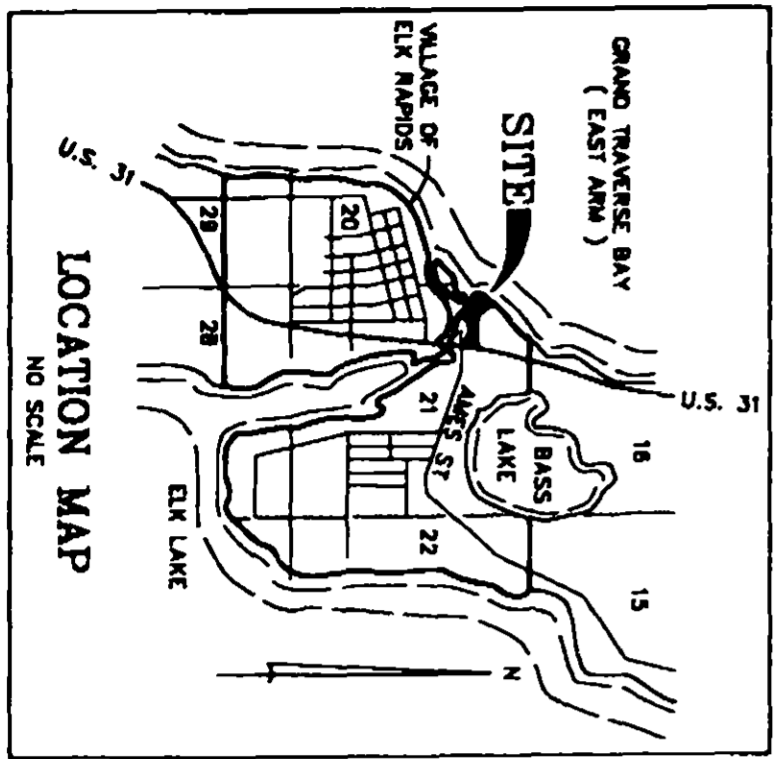 GRAND TRAVERSE BAY
( EAST ARM )
SITE
VILLAGE OF
ELK RAPIDS
U.S. 31
U.S. 31
16
15
BASS
LAKE
AMES ST
20
21
22
29
28
ELK LAKE
N
LOCATION MAP
NO SCALE